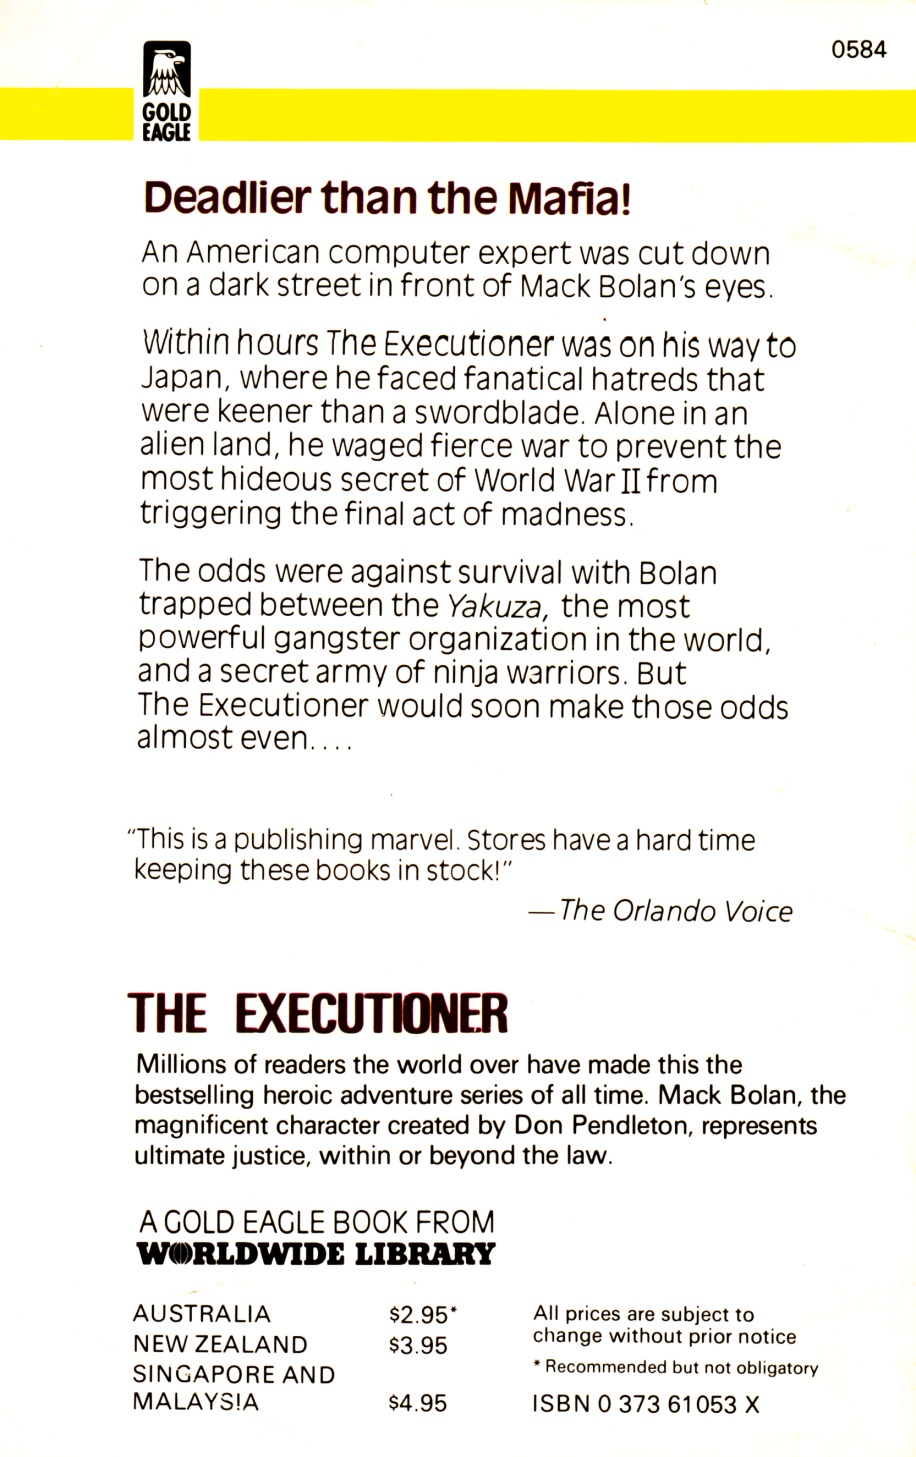 0584
GOLD
EAGLE
Deadlier than the Mafia!
An American computer expert was cut down
on a dark street in front of Mack Bolan's eyes.
Within hours The Executioner was on his way to
Japan, where he faced fanatical hatreds that
were keener than a swordblade. Alone in an
alien land, he waged fierce war to prevent the
most hideous secret of World War II from
triggering the final act of madness.
The odds were against survival with Bolan
trapped between the Yakuza, the most
powerful gangster organization in the world,
and a secret army of ninja warriors. But
The Executioner would soon make those odds
almost even. . . .
"This is a publishing marvel. Stores have a hard time
keeping these books in stock!"
—The Orlando Voice
THE EXECUTIONER
Millions of readers the world over have made this the
bestselling heroic adventure series of all time. Mack Bolan, the
magnificent character created by Don Pendleton, represents
ultimate justice, within or beyond the law.
A GOLD EAGLE BOOK FROM
WORLDWIDE LIBRARY
AUSTRALIA $2.95*
NEW ZEALAND $3.95
SINGAPORE AND
MALAYSIA $4.95
All prices are subject to
change without prior notice
* Recommended but not obligatory
ISBN 0 373 61053 X